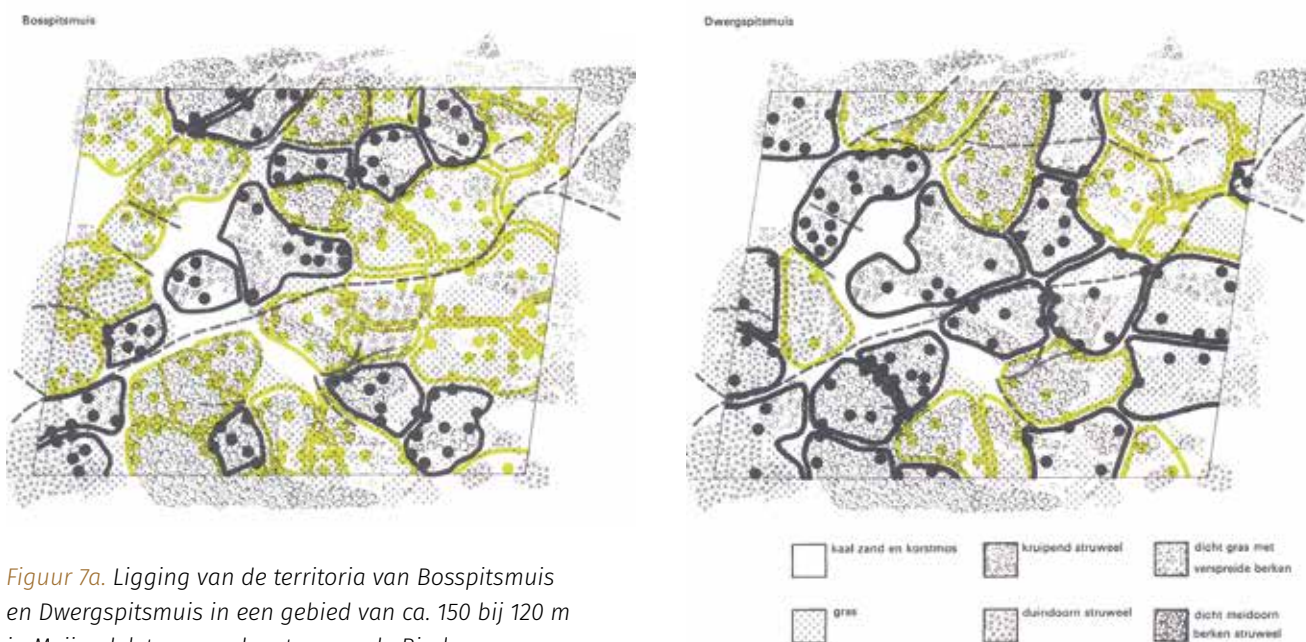 Bosspitsmuis
Dwergspitsmuis
kaal zand en korstmos
kruipend struweel
dicht gras met
verspreide berken
gras
duindoorn struweel
dicht meidoorn
berken struweel
Figuur 7a. Ligging van de territoria van Bosspitsmuis
en Dwergspitsmuis in een gebied van ca. 150 bij 120 m